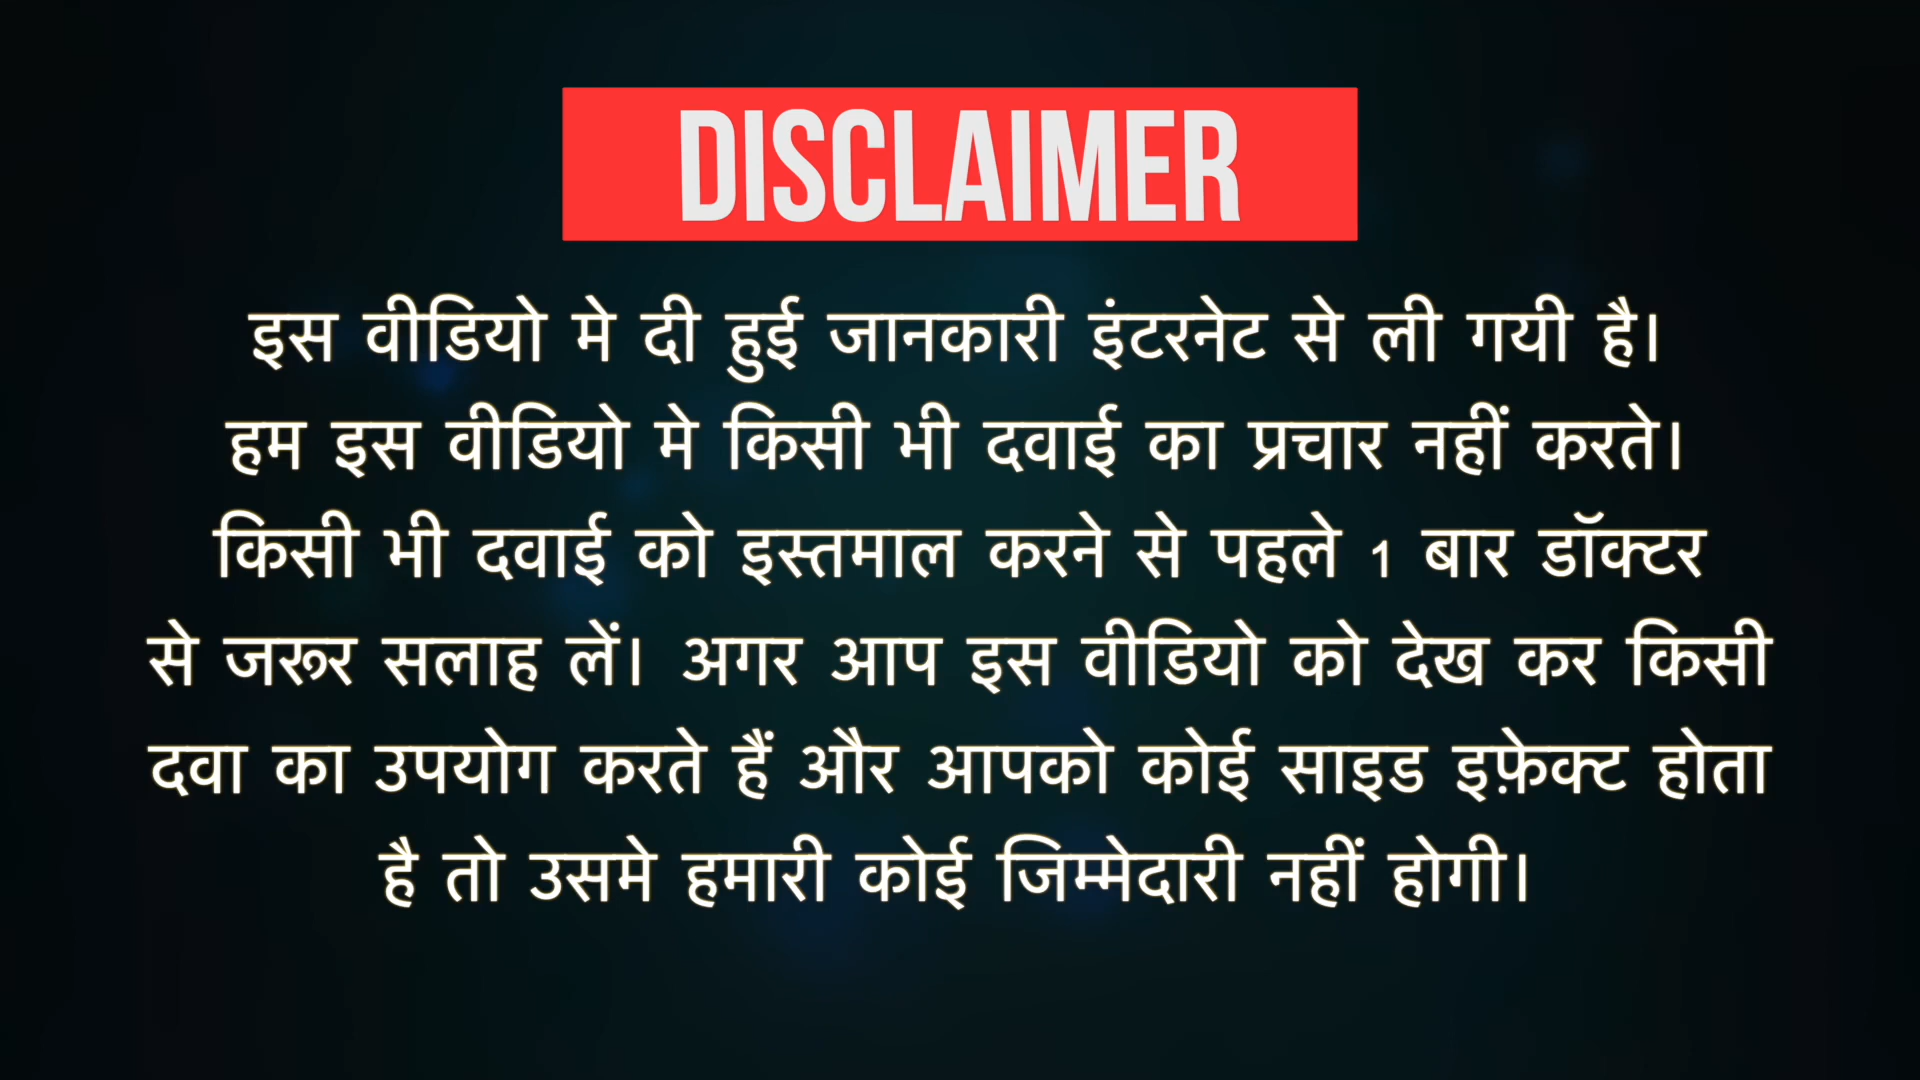 DISCLAIMER
इस वीडियो मे दी हुई जानकारी इंटरनेट से ली गयी है।
हम इस वीडियो मे किसी भी दवाई का प्रचार नहीं करते।
किसी भी दवाई को इस्तमाल करने से पहले 1 बार डॉक्टर
से जरूर सलाह लें। अगर आप इस वीडियो को देख कर किसी
दवा का उपयोग करते हैं और आपको कोई साइड इफ़ेक्ट होता
है तो उसमे हमारी कोई जिम्मेदारी नहीं होगी।